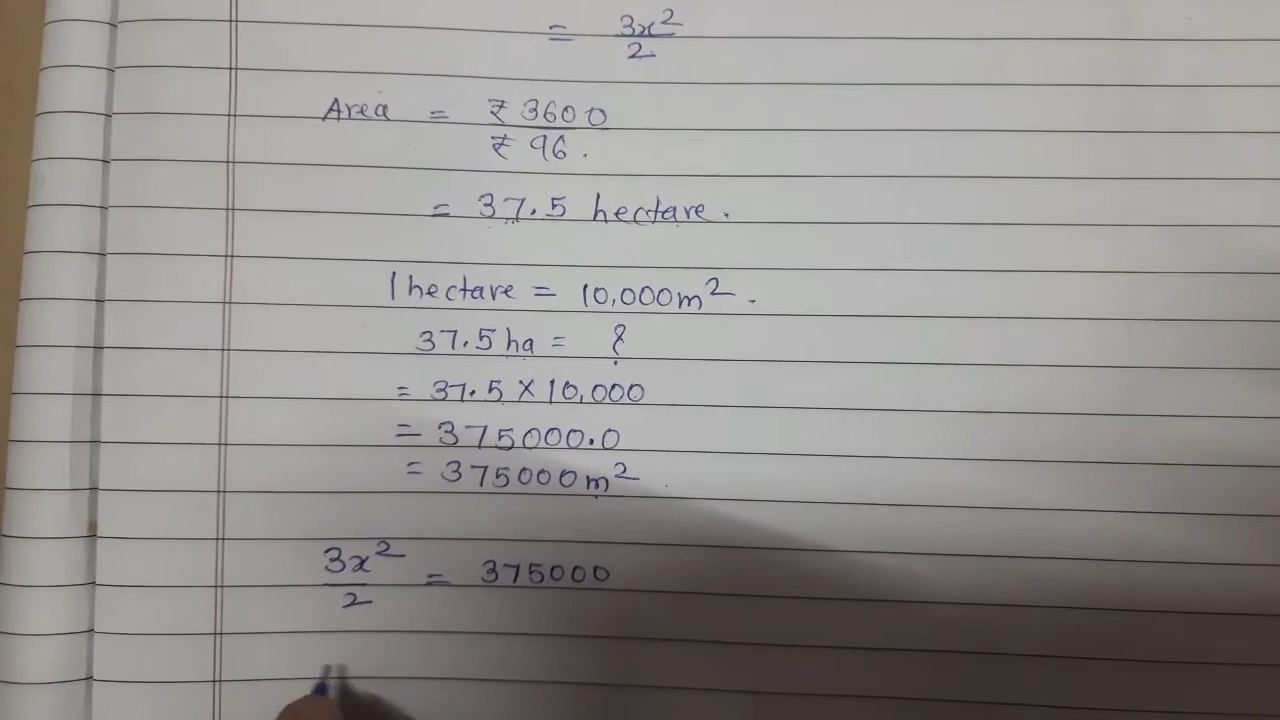 = 3x²/2
Area = ₹ 3600/₹ 96.
= 37.5 hectare.
1 hectare = 10,000m².
37.5 ha = ?
= 37.5 × 10,000
= 375000.0
= 375000m²
3x²/2 = 375000